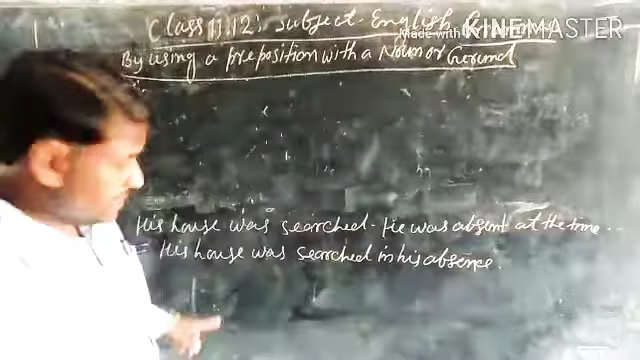 Class 11, 12: Subject-English Grammar
Made with KINEMASTER
By using a preposition with a Noun or Gerund
His house was searched. He was absent at the time...
= His house was searched in his absence.